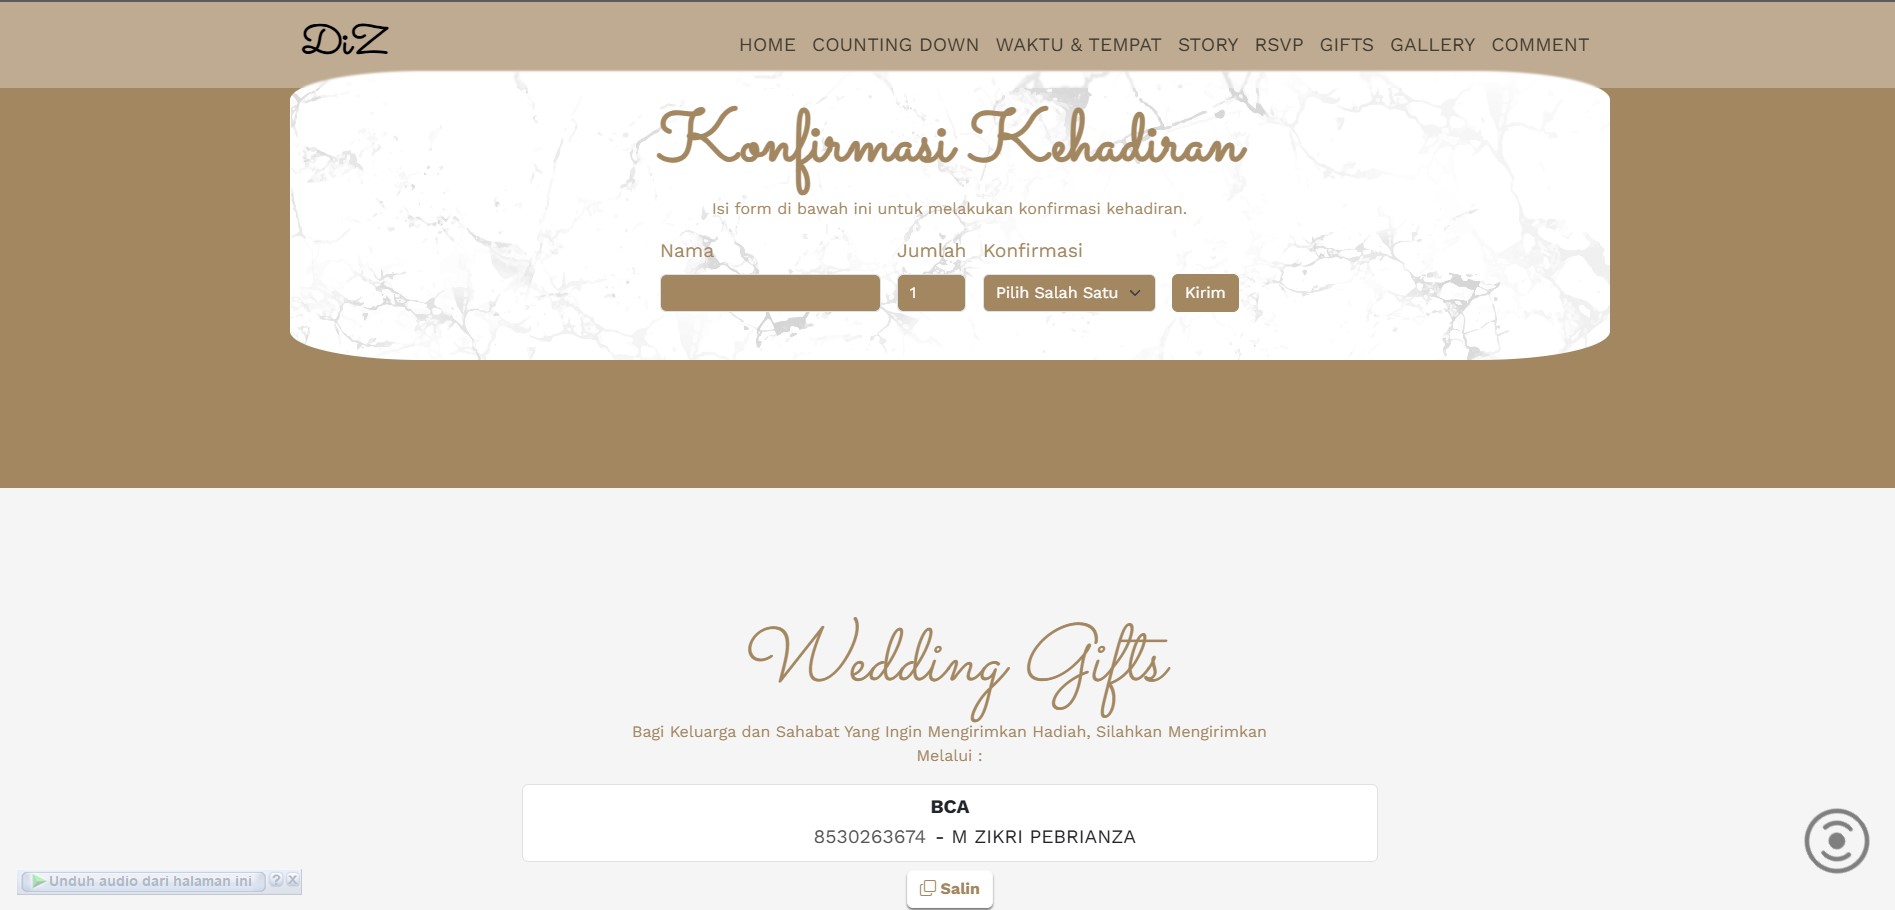 DiZ
HOME COUNTING DOWN WAKTU & TEMPAT STORY RSVP GIFTS GALLERY COMMENT
Konfirmasi Kehadiran
Isi form di bawah ini untuk melakukan konfirmasi kehadiran.
Nama Jumlah Konfirmasi
1 Pilih Salah Satu Kirim
Wedding Gifts
Bagi Keluarga dan Sahabat Yang Ingin Mengirimkan Hadiah, Silahkan Mengirimkan
Melalui :
BCA
8530263674 - M ZIKRI PEBRIANZA
Unduh audio dari halaman ini ? X
Salin